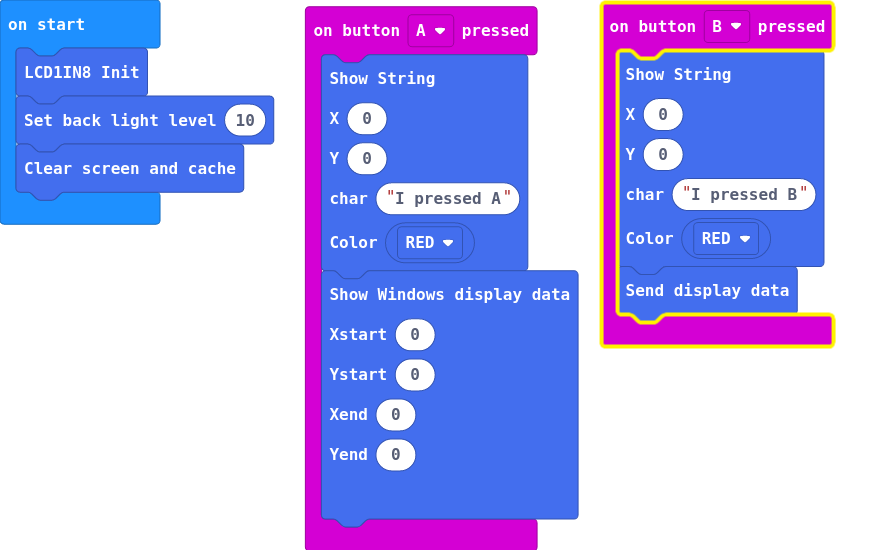 on start
LCD1IN8 Init
Set back light level 10
Clear screen and cache
on button A pressed
Show String
X 0
Y 0
char "I pressed A"
Color RED
Show Windows display data
Xstart 0
Ystart 0
Xend 0
Yend 0
on button B pressed
Show String
X 0
Y 0
char "I pressed B"
Color RED
Send display data